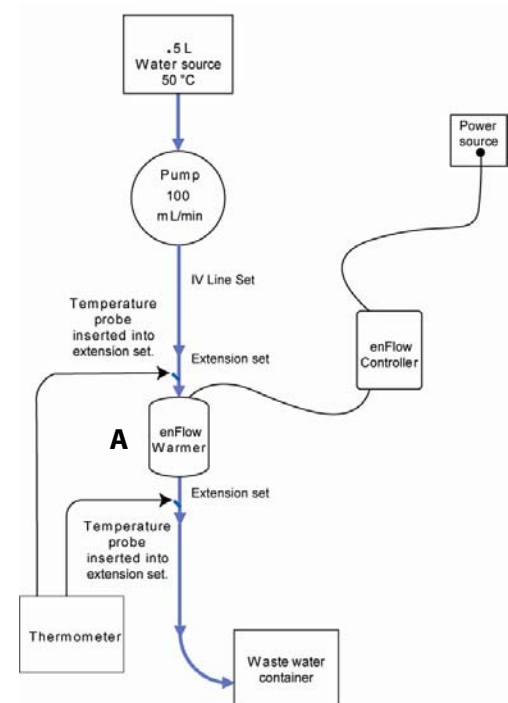 .5 L
Water source
50 °C
Power
source
Pump
100
mL/min
IV Line Set
Temperature
probe
inserted into
extension set.
Extension set
enFlow
Controller
A
enFlow
Warmer
Extension set
Temperature
probe
inserted into
extension set.
Thermometer
Waste water
container